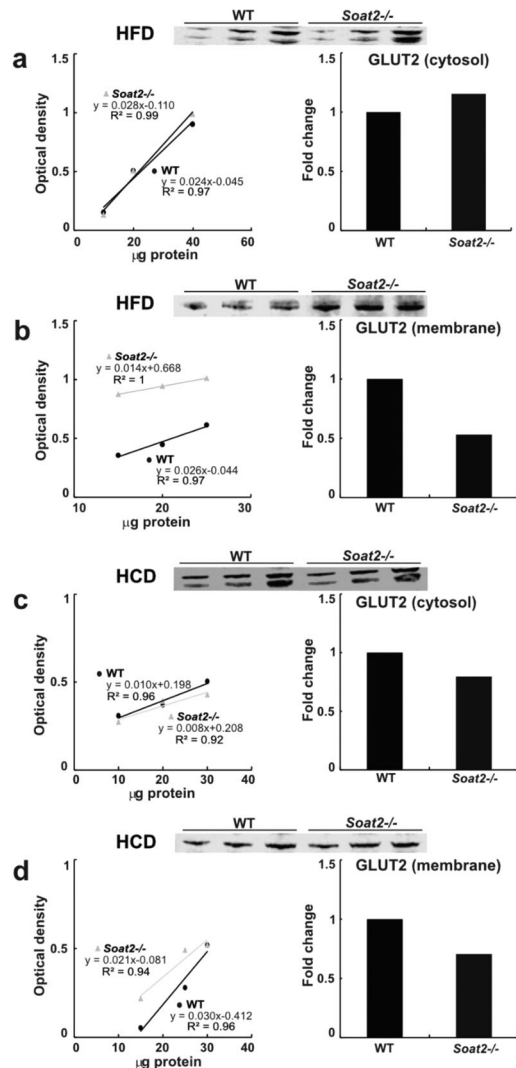 WT Soat2-/-
HFD
a
GLUT2 (cytosol)
1.5
Soat2-/-
y = 0.028x-0.110
R² = 0.99
1
0.5
0
WT
y = 0.024x-0.045
R² = 0.97
Optical density
0 20 40 60
µg protein
1.5
1
0.5
0
Fold change
WT Soat2-/-
WT Soat2-/-
HFD
b
GLUT2 (membrane)
1.5
Soat2-/-
y = 0.014x+0.668
R² = 1
1
0.5
0
WT
y = 0.026x-0.044
R² = 0.97
Optical density
10 20 30
µg protein
1.5
1
0.5
0
Fold change
WT Soat2-/-
WT Soat2-/-
HCD
c
GLUT2 (cytosol)
1
WT
y = 0.010x+0.198
R² = 0.96
0.5
0
Soat2-/-
y = 0.008x+0.208
R² = 0.92
Optical density
0 10 20 30 40
µg protein
1.5
1
0.5
0
Fold change
WT Soat2-/-
WT Soat2-/-
HCD
d
GLUT2 (membrane)
1
0.5
0
Soat2-/-
y = 0.021x-0.081
R² = 0.94
WT
y = 0.030x-0.412
R² = 0.96
Optical density
10 20 30 40
µg protein
1.5
1
0.5
0
Fold change
WT Soat2-/-